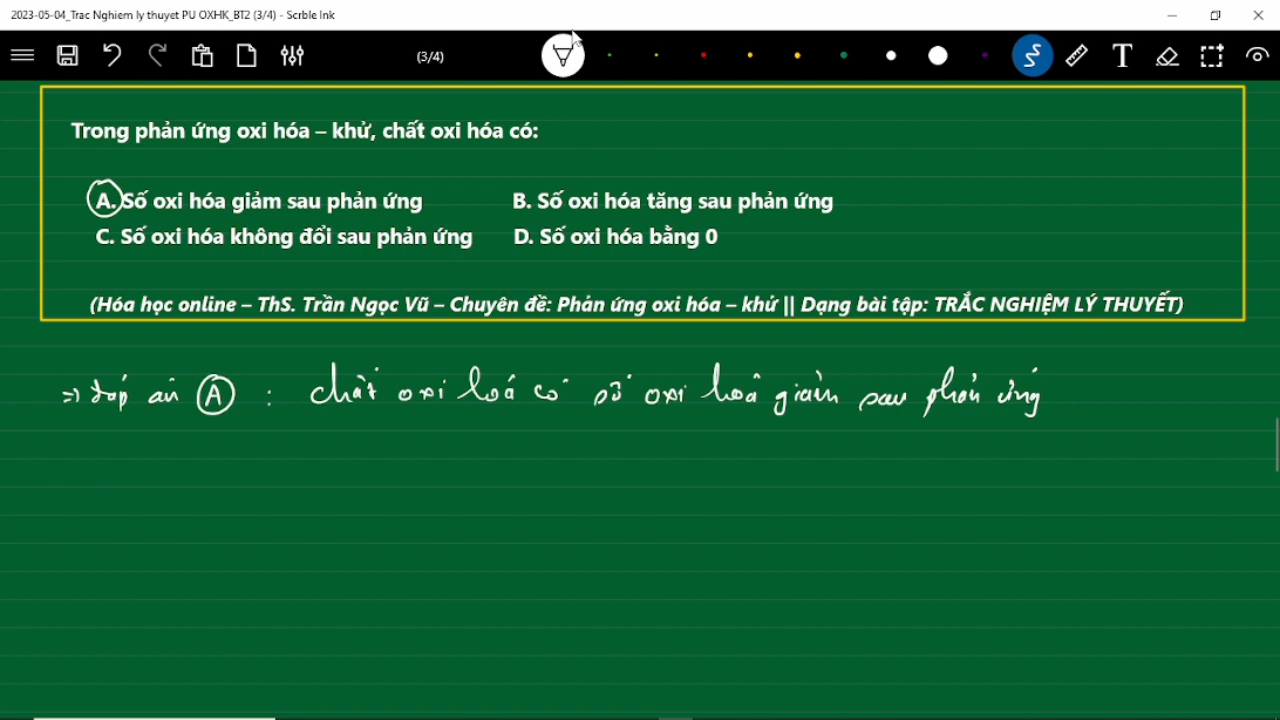 2023-05-04_Trac Nghiem ly thuyet PU OXHK_BT2 (3/4) - Scrble Ink
(3/4)
T
Trong phản ứng oxi hóa – khử, chất oxi hóa có:
A. Số oxi hóa giảm sau phản ứng B. Số oxi hóa tăng sau phản ứng
C. Số oxi hóa không đổi sau phản ứng D. Số oxi hóa bằng 0
(Hóa học online – ThS. Trần Ngọc Vũ – Chuyên đề: Phản ứng oxi hóa – khử || Dạng bài tập: TRẮC NGHIỆM LÝ THUYẾT)
=> đáp án A : chất oxi hoá có số oxi hoá giảm sau phản ứng